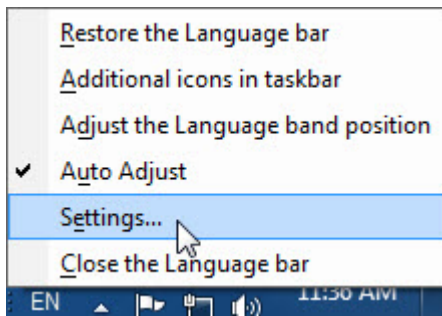 Restore the Language bar
Additional icons in taskbar
Adjust the Language band position
Auto Adjust
Settings...
Close the Language bar
EN 11:36 AM